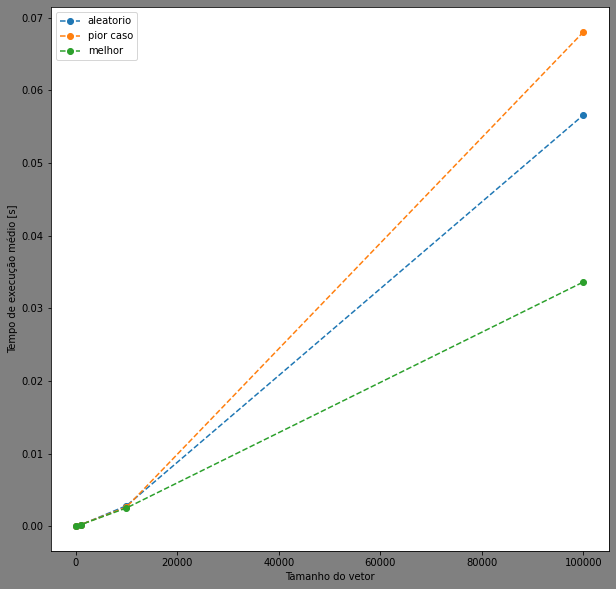 aleatorio
pior caso
melhor
0.07
0.06
0.05
0.04
0.03
0.02
0.01
0.00
Tempo de execução médio [s]
0 20000 40000 60000 80000 100000
Tamanho do vetor